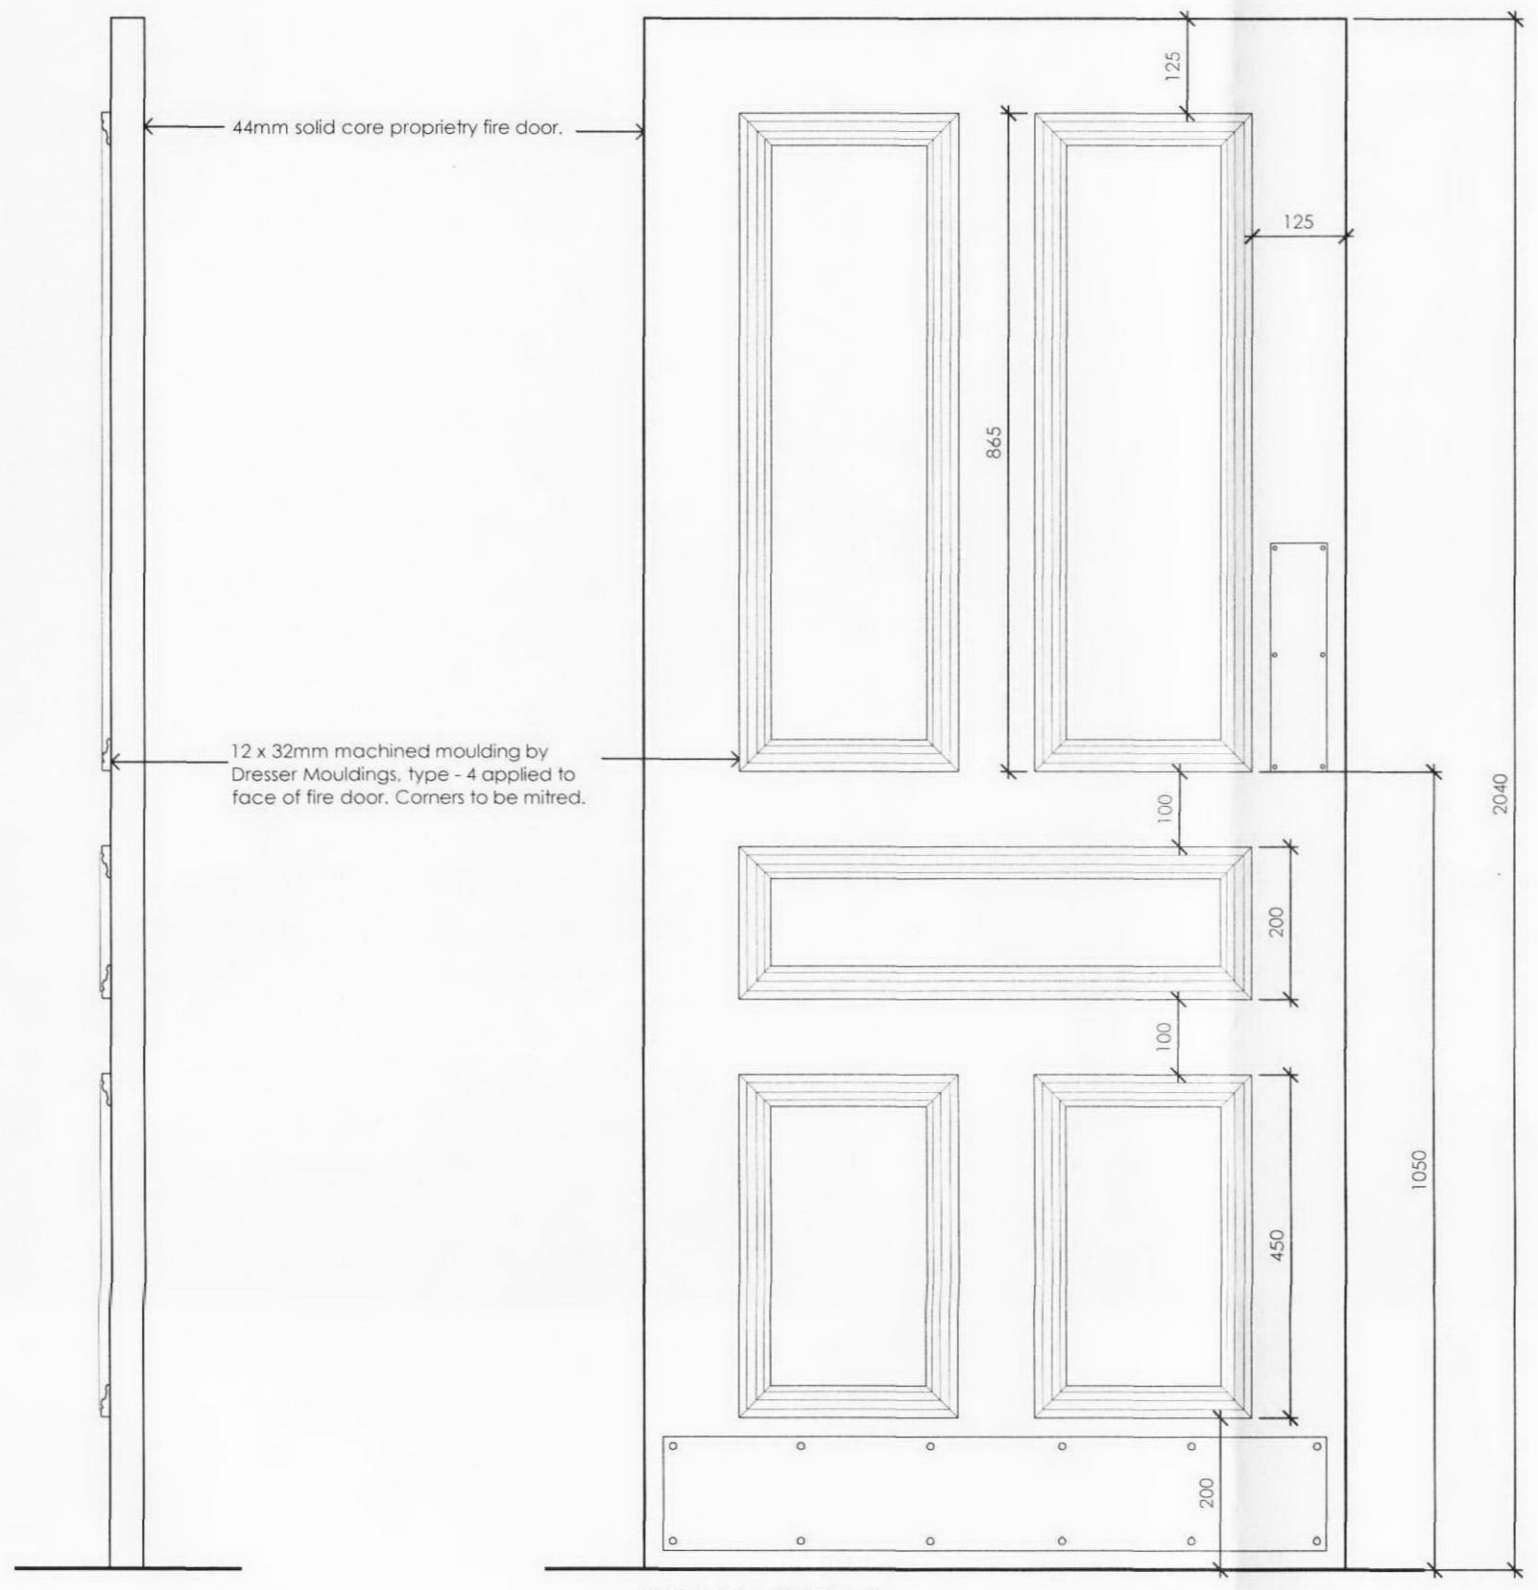 125
44mm solid core proprietry fire door.
125
865
12 x 32mm machined moulding by
Dresser Mouldings, type - 4 applied to
face of fire door. Corners to be mitred.
100
2040
200
100
1050
450
200